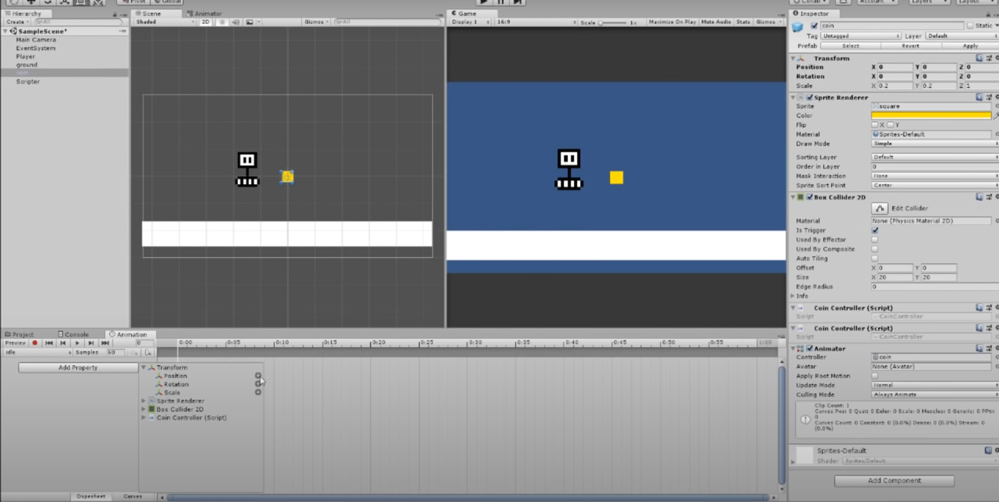 Pivot Global
Collab Account Layers Layout
Hierarchy
Create All
SampleScene*
Main Camera
EventSystem
Player
ground
coin
Scripter
Scene Animator
Shaded 2D Gizmos All
Game
Display 1 16:9 Scale 1x Maximize On Play Mute Audio Stats Gizmos
Inspector
coin Static
Tag Untagged Layer Default
Prefab Select Revert Apply
Transform
Position X 0 Y 0 Z 0
Rotation X 0 Y 0 Z 0
Scale X 0.2 Y 0.2 Z 1
Sprite Renderer
Sprite square
Color
Flip X Y
Material Sprites-Default
Draw Mode Simple
Sorting Layer Default
Order in Layer 0
Mask Interaction None
Sprite Sort Point Center
Box Collider 2D
Edit Collider
Material None (Physics Material 2D)
Is Trigger
Used By Effector
Used By Composite
Auto Tiling
Offset X 0 Y 0
Size X 20 Y 20
Edge Radius 0
Info
Coin Controller (Script)
Script CoinController
Coin Controller (Script)
Script CoinController
Animator
Controller coin
Avatar None (Avatar)
Apply Root Motion
Update Mode Normal
Culling Mode Always Animate
Clip Count: 1
Curves Pos: 0 Quat: 0 Euler: 0 Scale: 0 Muscles: 0 Generic: 0 PPtr:
0
Curves Count: 0 Constant: 0 (0.0%) Dense: 0 (0.0%) Stream: 0
(0.0%)
Sprites-Default
Shader Sprites/Default
Add Component
Project Console Animation
Preview 0 0:00 0:05 0:10 0:15 0:20 0:25 0:30 0:35 0:40 0:45 0:50 0:55 1:00
Idle Samples 60
Add Property
Transform
Position
Rotation
Scale
Sprite Renderer
Box Collider 2D
Coin Controller (Script)
Dopesheet Curves